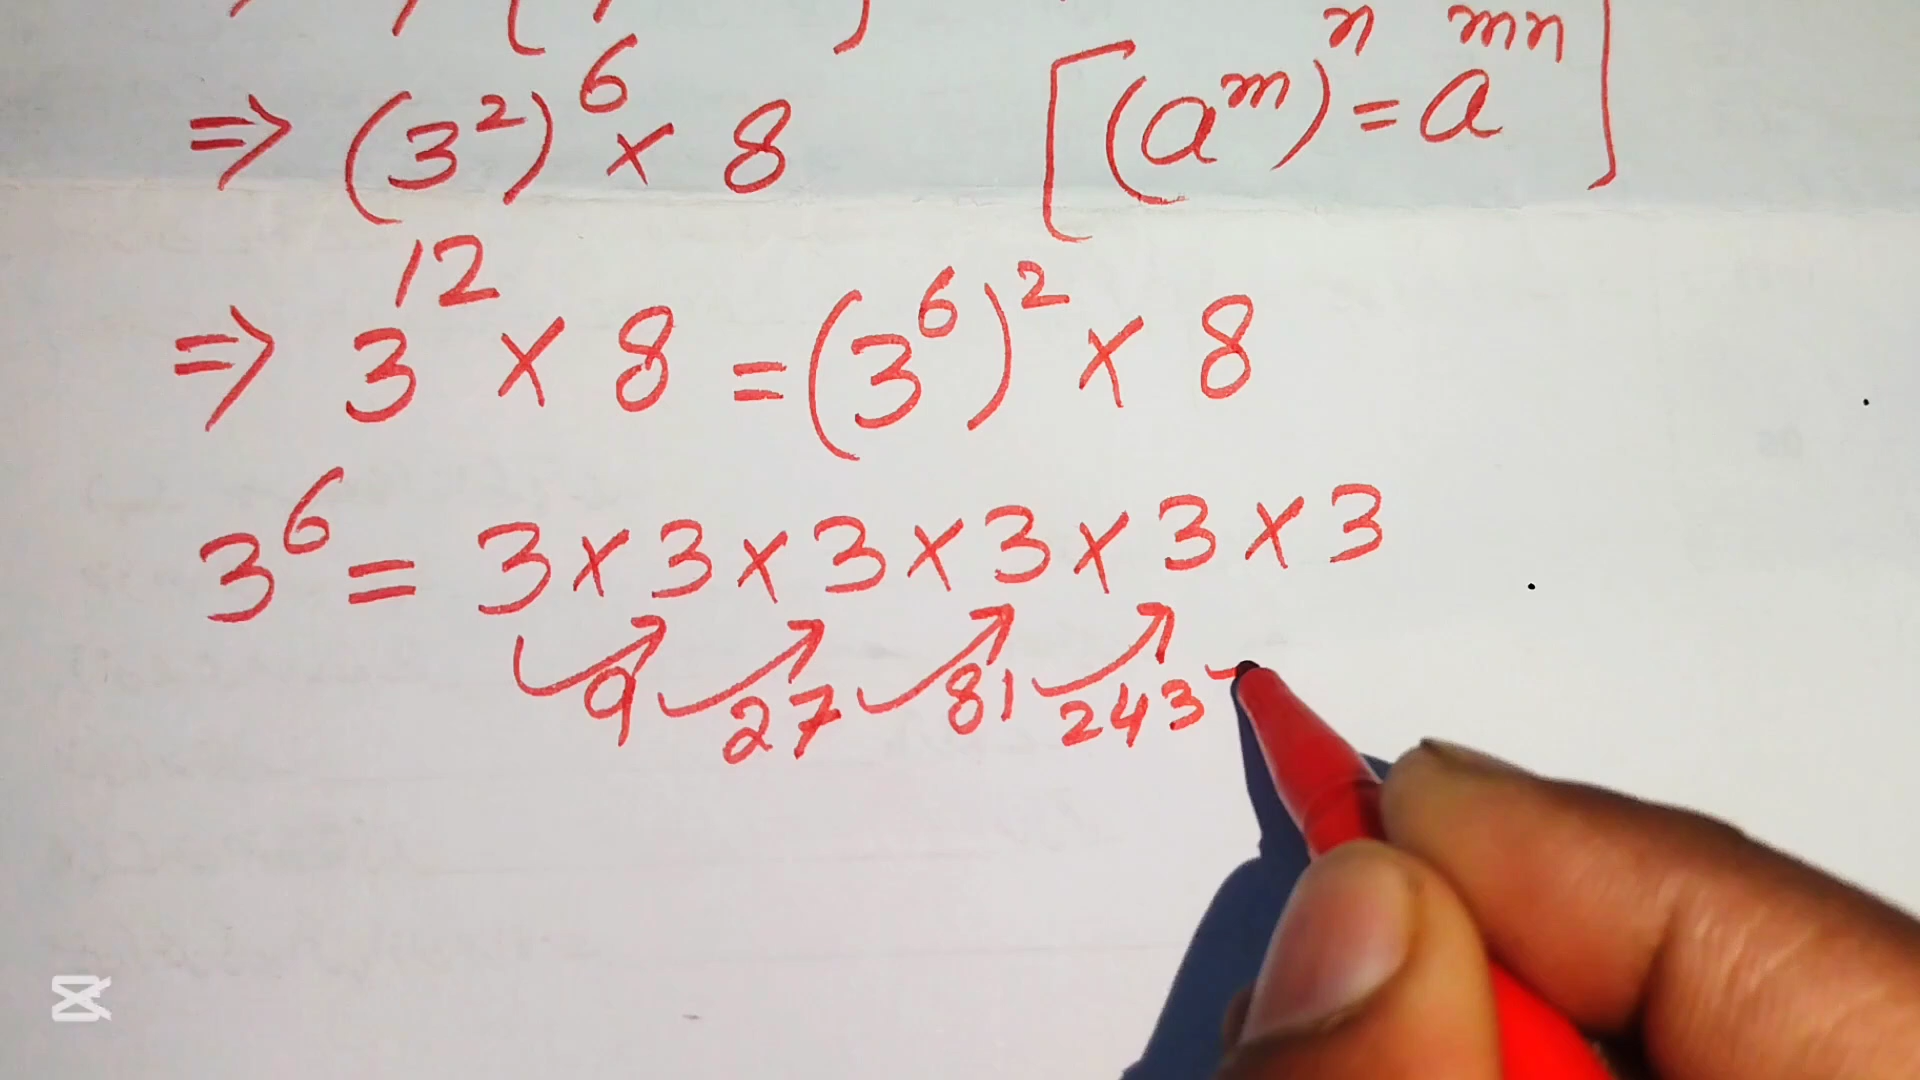 ⇒ (3²)⁶ × 8 [(aᵐ)ⁿ = aᵐⁿ]
⇒ 3¹² × 8 = (3⁶)² × 8
3⁶ = 3 × 3 × 3 × 3 × 3 × 3
9 27 81 243